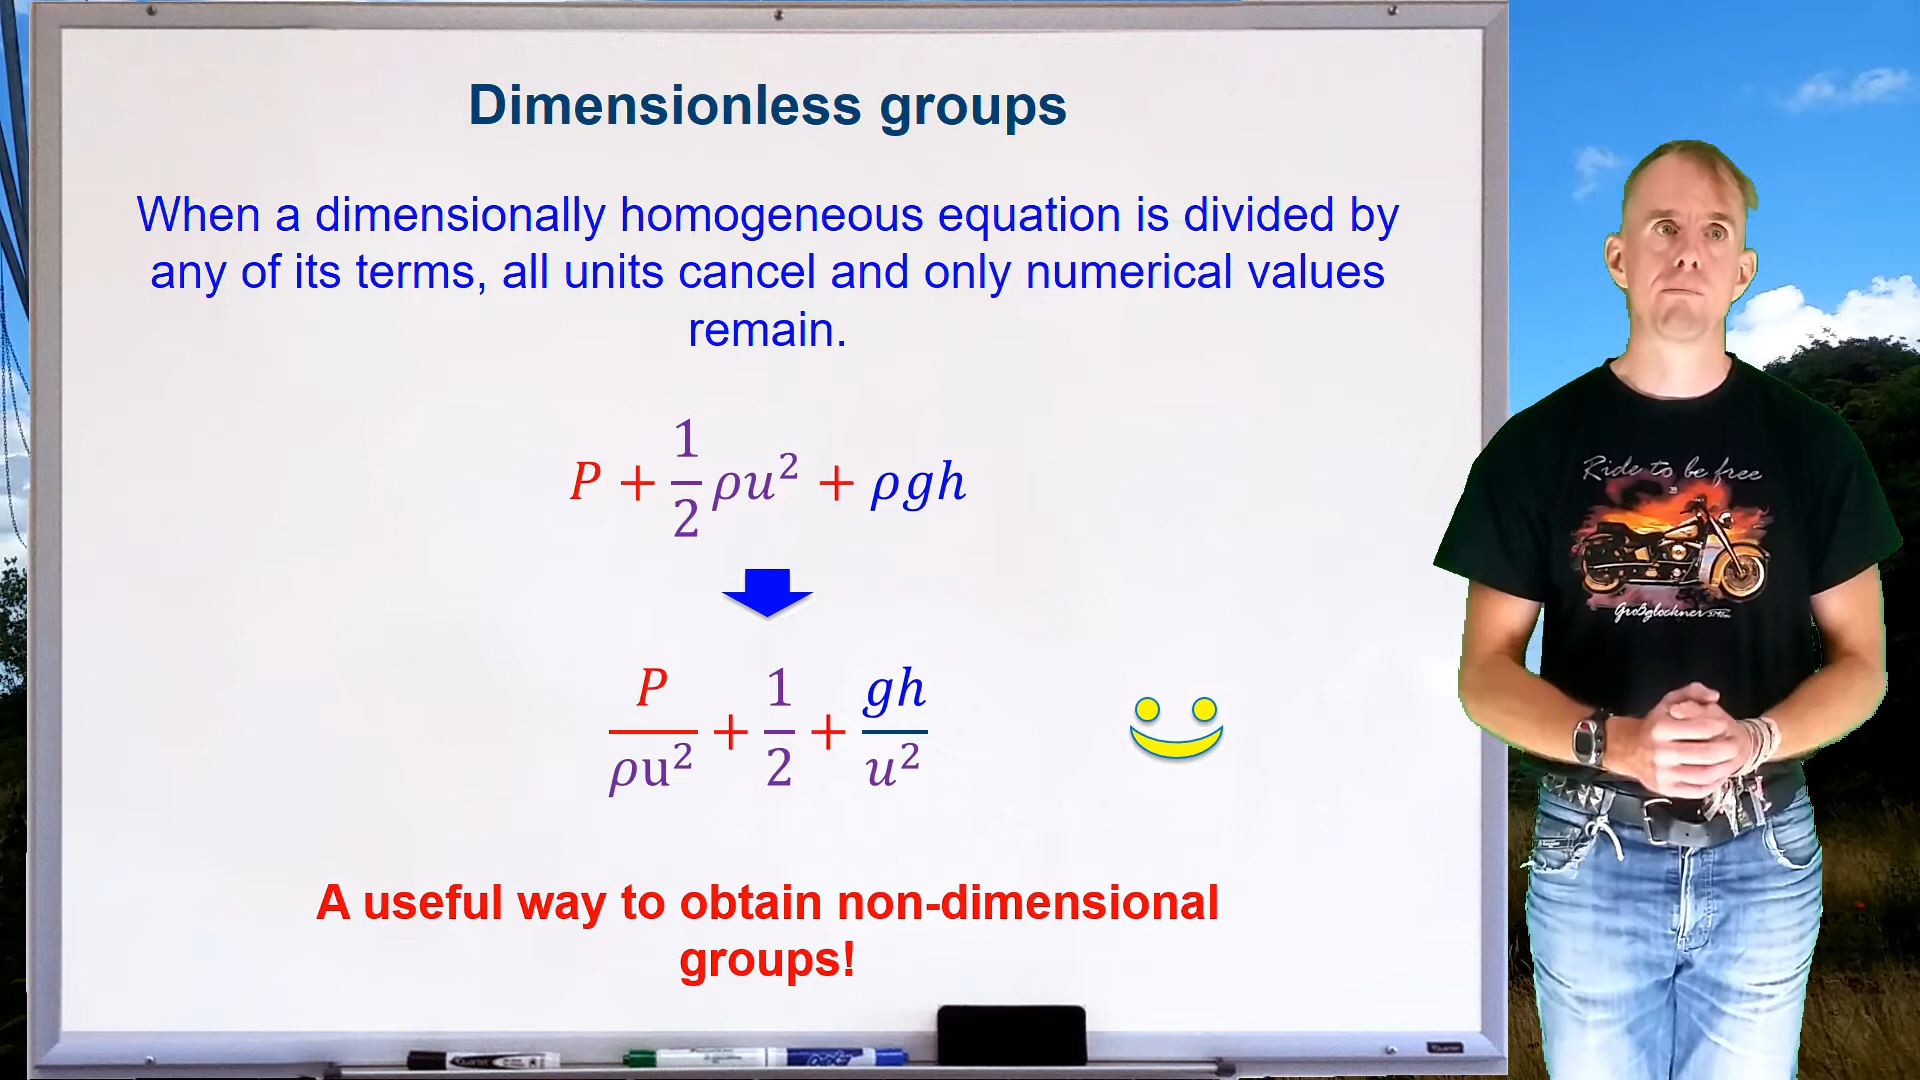 Dimensionless groups
When a dimensionally homogeneous equation is divided by
any of its terms, all units cancel and only numerical values
remain.
P + 1/2 ρu² + ρgh
P/ρu² + 1/2 + gh/u²
A useful way to obtain non-dimensional
groups!
Ride to be free
Großglockner